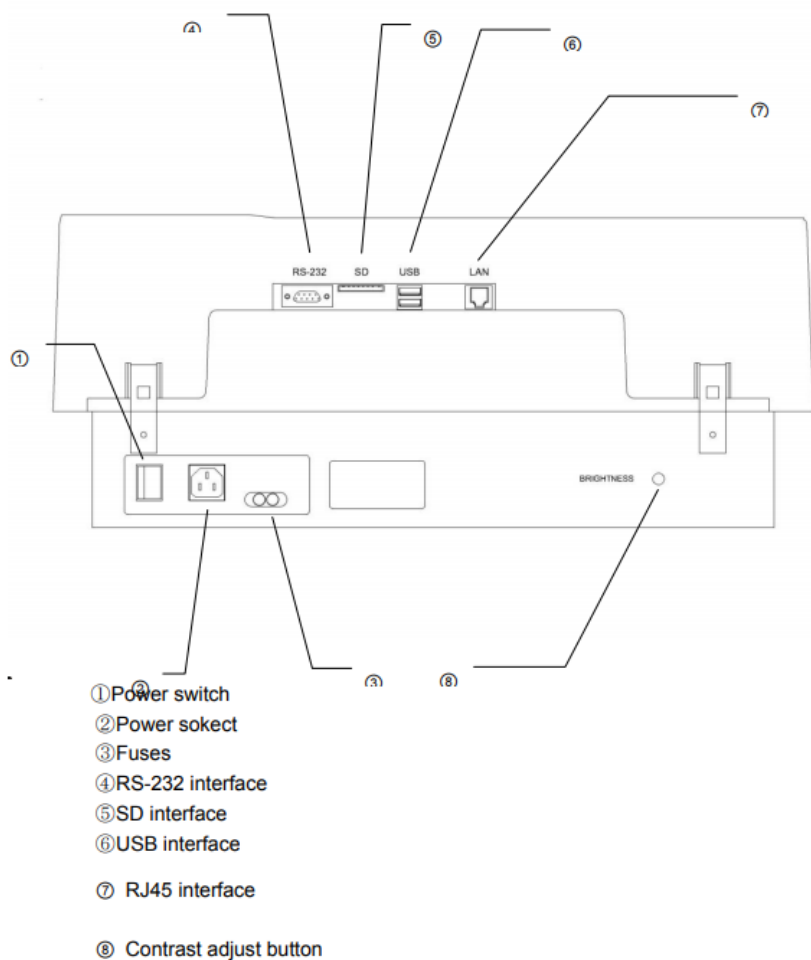 ④
⑤
⑥
⑦
RS-232 SD USB LAN
①
BRIGHTNESS
② ③ ⑧
①Power switch
②Power sokect
③Fuses
④RS-232 interface
⑤SD interface
⑥USB interface
⑦ RJ45 interface
⑧ Contrast adjust button